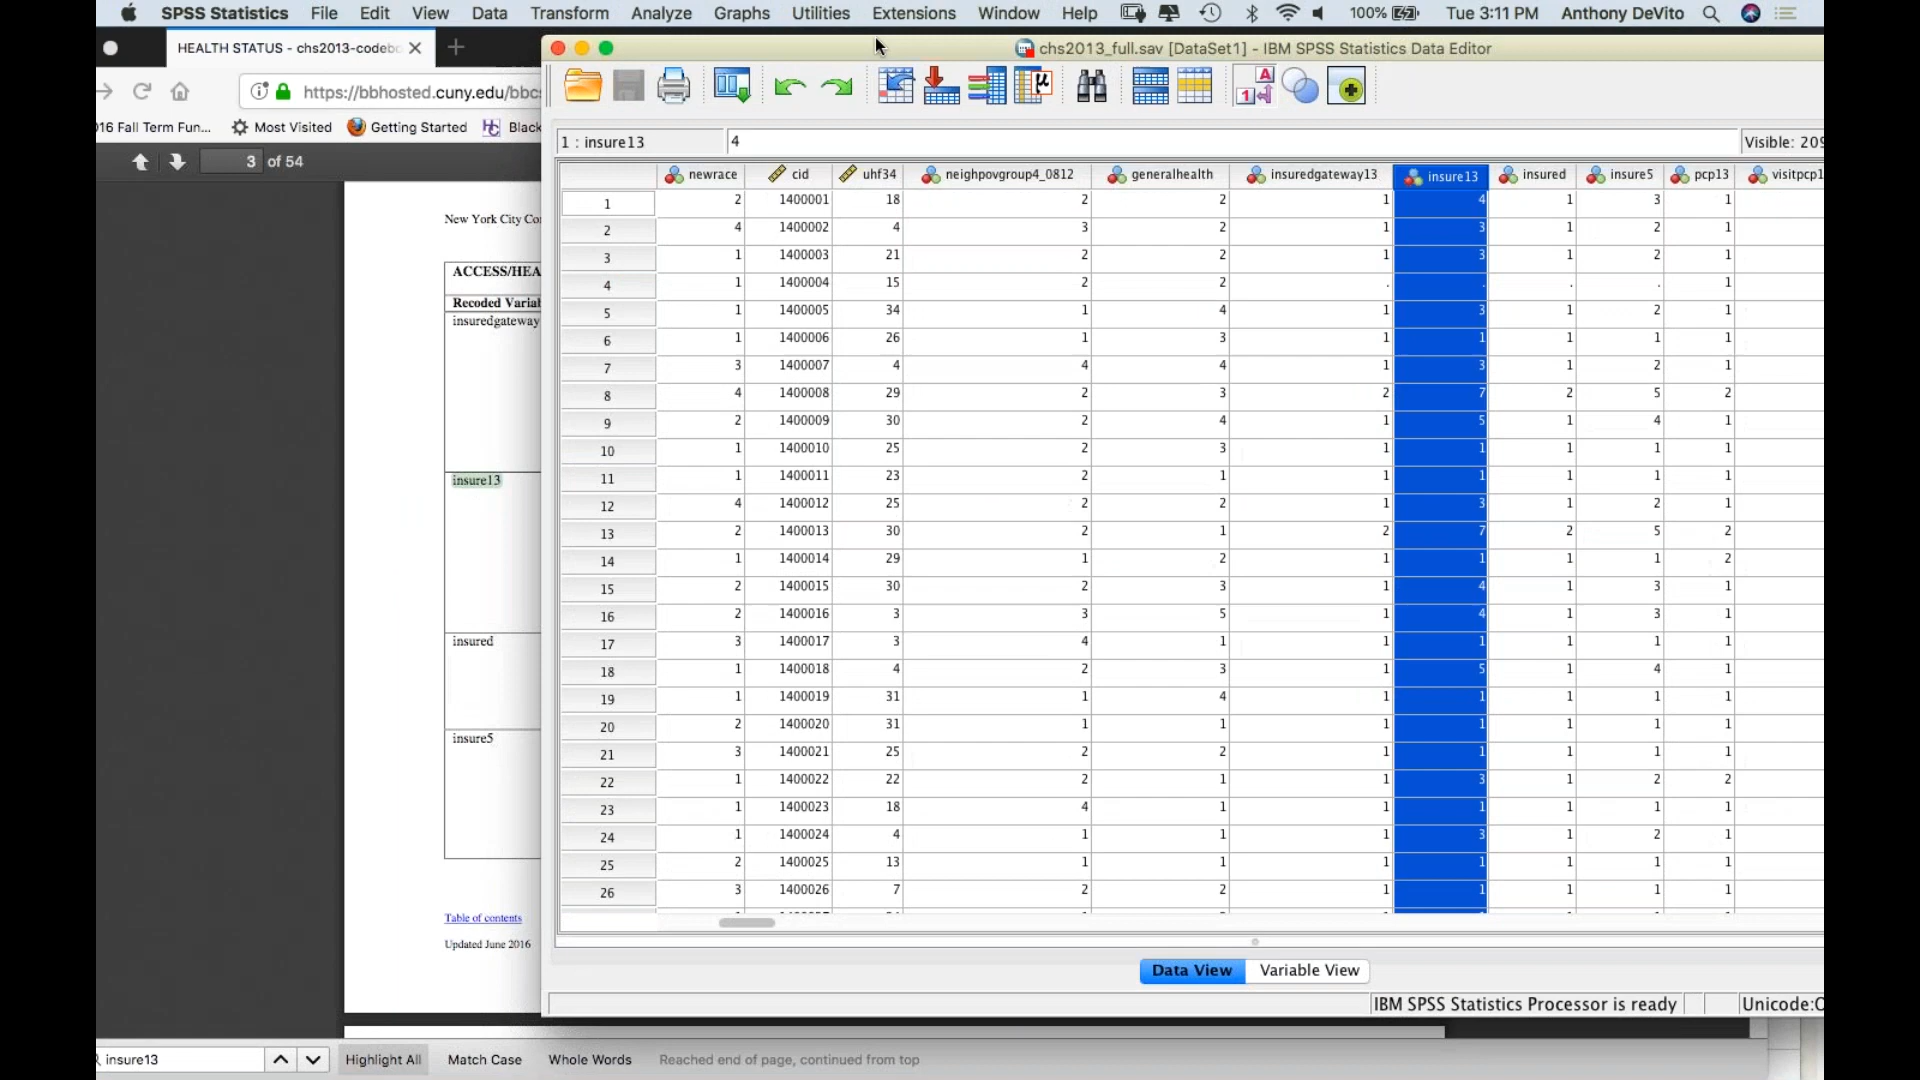 SPSS Statistics File Edit View Data Transform Analyze Graphs Utilities Extensions Window Help 100% Tue 3:11 PM Anthony DeVito
HEALTH STATUS - chs2013-codebo
chs2013_full.sav [DataSet1] - IBM SPSS Statistics Data Editor
https://bbhosted.cuny.edu/bbcs
16 Fall Term Fun... Most Visited Getting Started Black
3 of 54
1 : insure13 4 Visible: 209
newrace cid uhf34 neighpovgroup4_0812 generalhealth insuredgateway13 insure13 insured insure5 pcp13 visitpcp1
1 2 1400001 18 2 2 1 4 1 3 1
2 4 1400002 4 3 2 1 3 1 2 1
3 1 1400003 21 2 2 1 3 1 2 1
4 1 1400004 15 2 2 . . . . 1
5 1 1400005 34 1 4 1 3 1 2 1
6 1 1400006 26 1 3 1 1 1 1 1
7 3 1400007 4 4 4 1 3 1 2 1
8 4 1400008 29 2 3 2 7 2 5 2
9 2 1400009 30 2 4 1 5 1 4 1
10 1 1400010 25 2 3 1 1 1 1 1
11 1 1400011 23 2 1 1 1 1 1 1
12 4 1400012 25 2 2 1 3 1 2 1
13 2 1400013 30 2 1 2 7 2 5 2
14 1 1400014 29 1 2 1 1 1 1 2
15 2 1400015 30 2 3 1 4 1 3 1
16 2 1400016 3 3 5 1 4 1 3 1
17 3 1400017 3 4 1 1 1 1 1 1
18 1 1400018 4 2 3 1 5 1 4 1
19 1 1400019 31 1 4 1 1 1 1 1
20 2 1400020 31 1 1 1 1 1 1 1
21 3 1400021 25 2 2 1 1 1 1 1
22 1 1400022 22 2 1 1 3 1 2 2
23 1 1400023 18 4 1 1 1 1 1 1
24 1 1400024 4 1 1 1 3 1 2 1
25 2 1400025 13 1 1 1 1 1 1 1
26 3 1400026 7 2 2 1 1 1 1 1
New York City Co
ACCESS/HEA
Recoded Variab
insuredgateway
insure13
insured
insure5
Table of contents
Updated June 2016
Data View Variable View
IBM SPSS Statistics Processor is ready Unicode:O
insure13 Highlight All Match Case Whole Words Reached end of page, continued from top